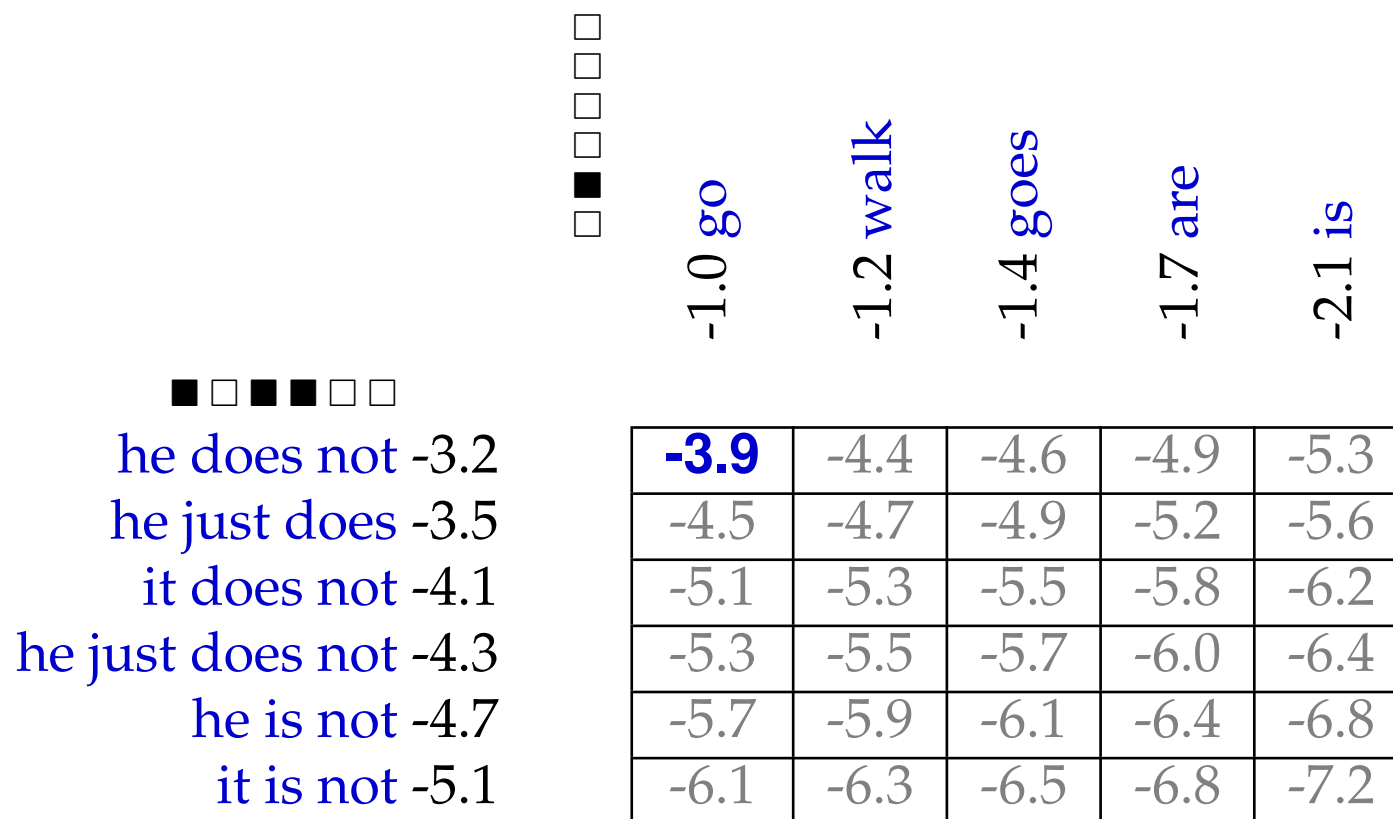 -1.0 go
-1.2 walk
-1.4 goes
-1.7 are
-2.1 is
he does not -3.2 -3.9 -4.4 -4.6 -4.9 -5.3
he just does -3.5 -4.5 -4.7 -4.9 -5.2 -5.6
it does not -4.1 -5.1 -5.3 -5.5 -5.8 -6.2
he just does not -4.3 -5.3 -5.5 -5.7 -6.0 -6.4
he is not -4.7 -5.7 -5.9 -6.1 -6.4 -6.8
it is not -5.1 -6.1 -6.3 -6.5 -6.8 -7.2